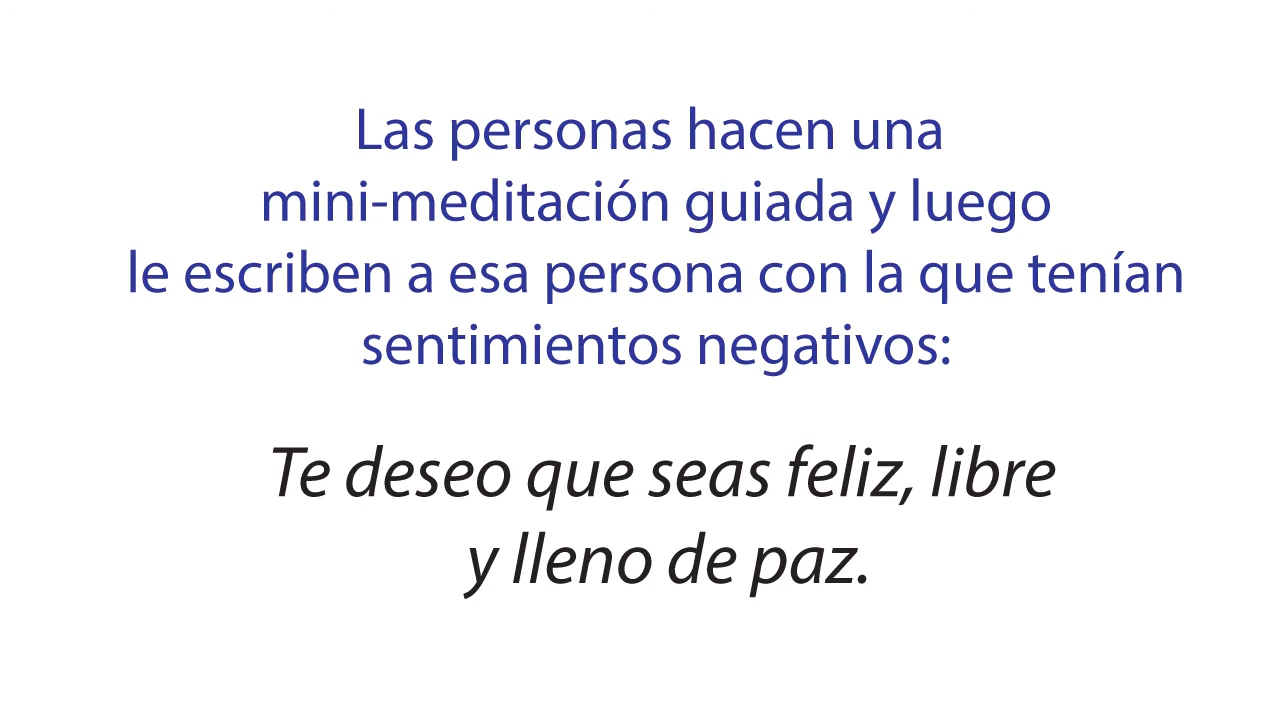 Las personas hacen una
mini-meditación guiada y luego
le escriben a esa persona con la que tenían
sentimientos negativos:
Te deseo que seas feliz, libre
y lleno de paz.